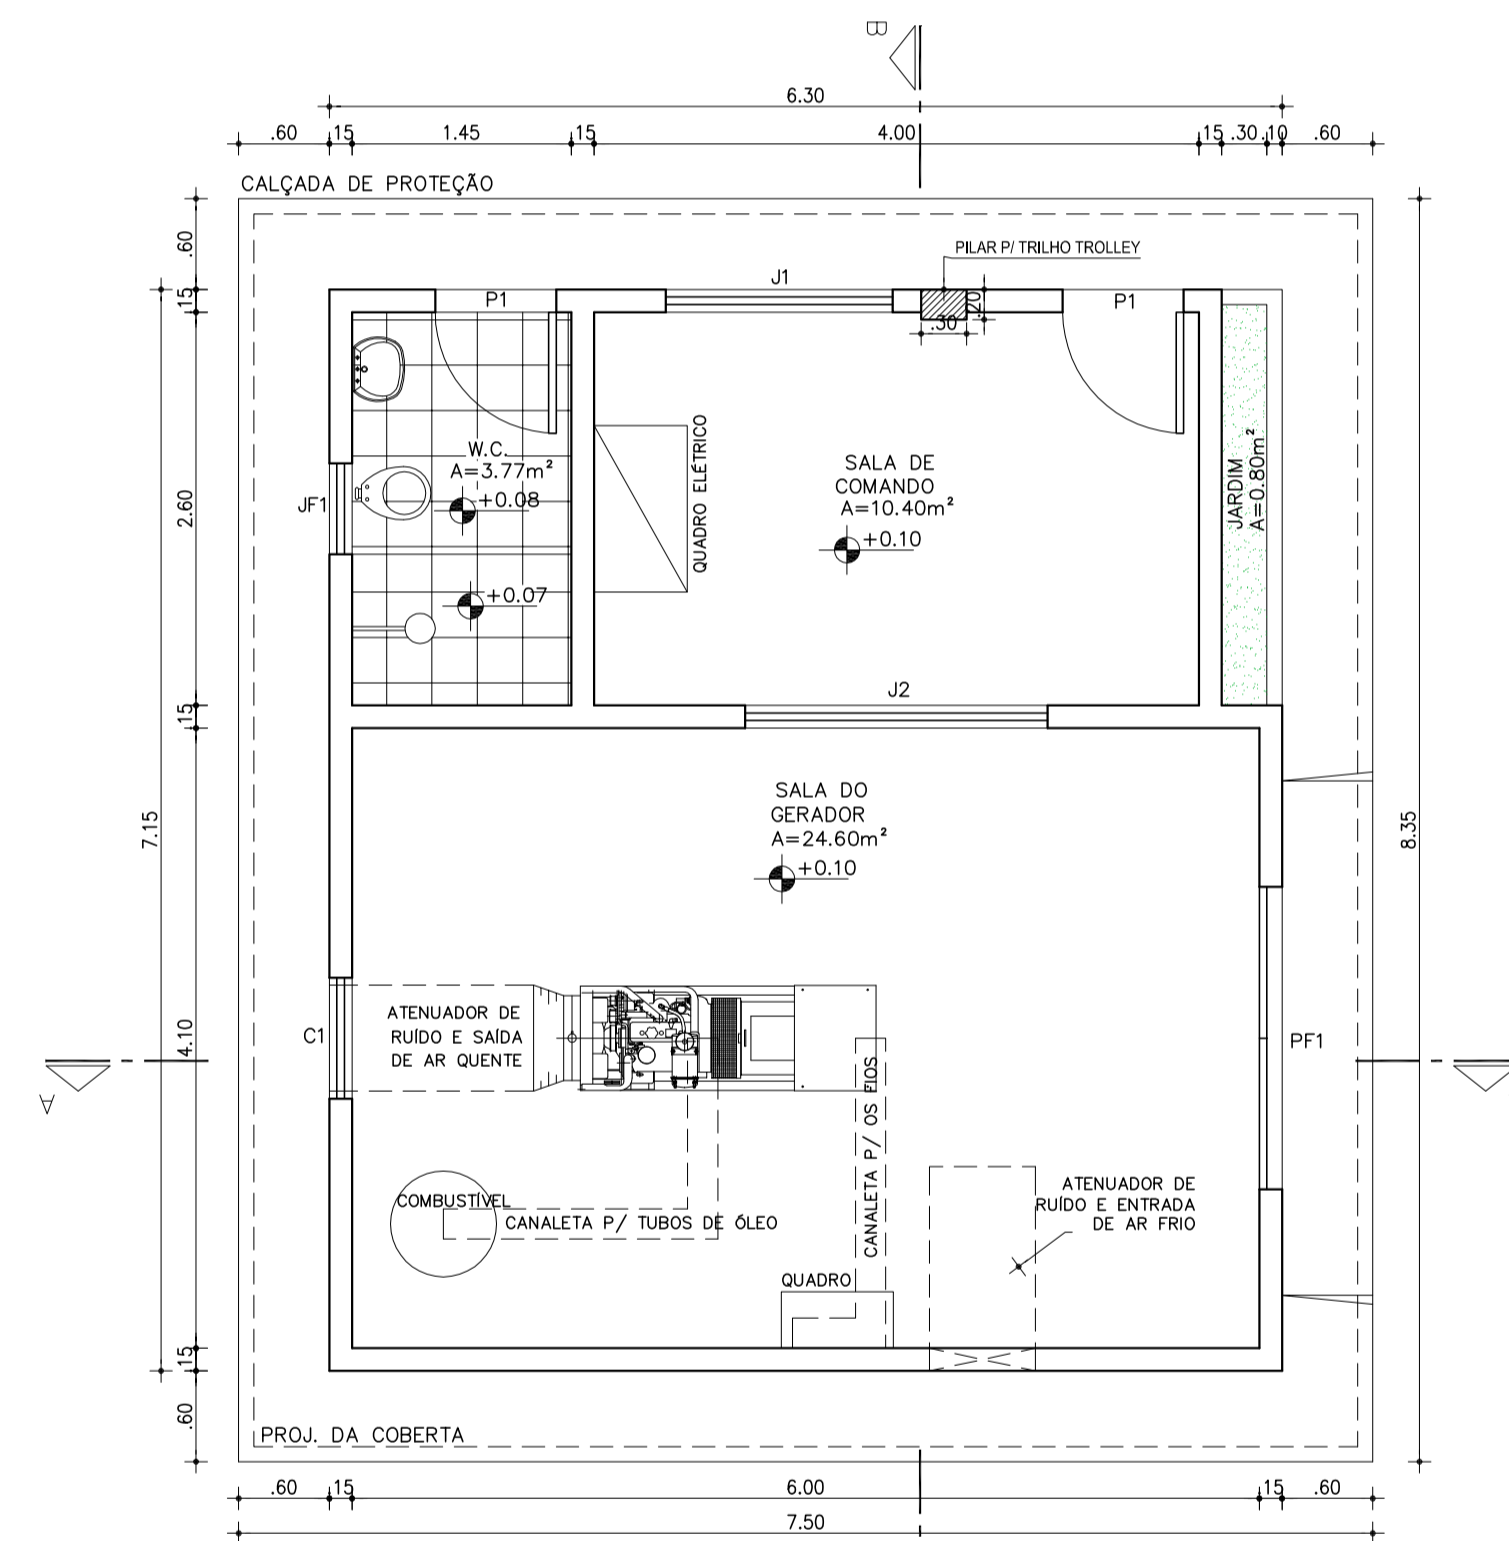 B
6.30
.60
.15
1.45
.15
4.00
.15
.30
.10
.60
CALÇADA DE PROTEÇÃO
.60
PILAR P/ TRILHO TROLLEY
J1
.15
P1
P1
.20
.30
W.C.
A=3.77m²
+0.08
QUADRO ELÉTRICO
SALA DE
COMANDO
A=10.40m²
+0.10
JARDIM
A=0.80m²
2.60
JF1
+0.07
J2
.15
SALA DO
GERADOR
A=24.60m²
+0.10
7.15
8.35
ATENUADOR DE
RUÍDO E SAÍDA
DE AR QUENTE
C1
4.10
PF1
A
CANALETA P/ OS FIOS
COMBUSTÍVEL
CANALETA P/ TUBOS DE ÓLEO
ATENUADOR DE
RUÍDO E ENTRADA
DE AR FRIO
QUADRO
.15
.60
PROJ. DA COBERTA
.60
.15
6.00
.15
.60
7.50